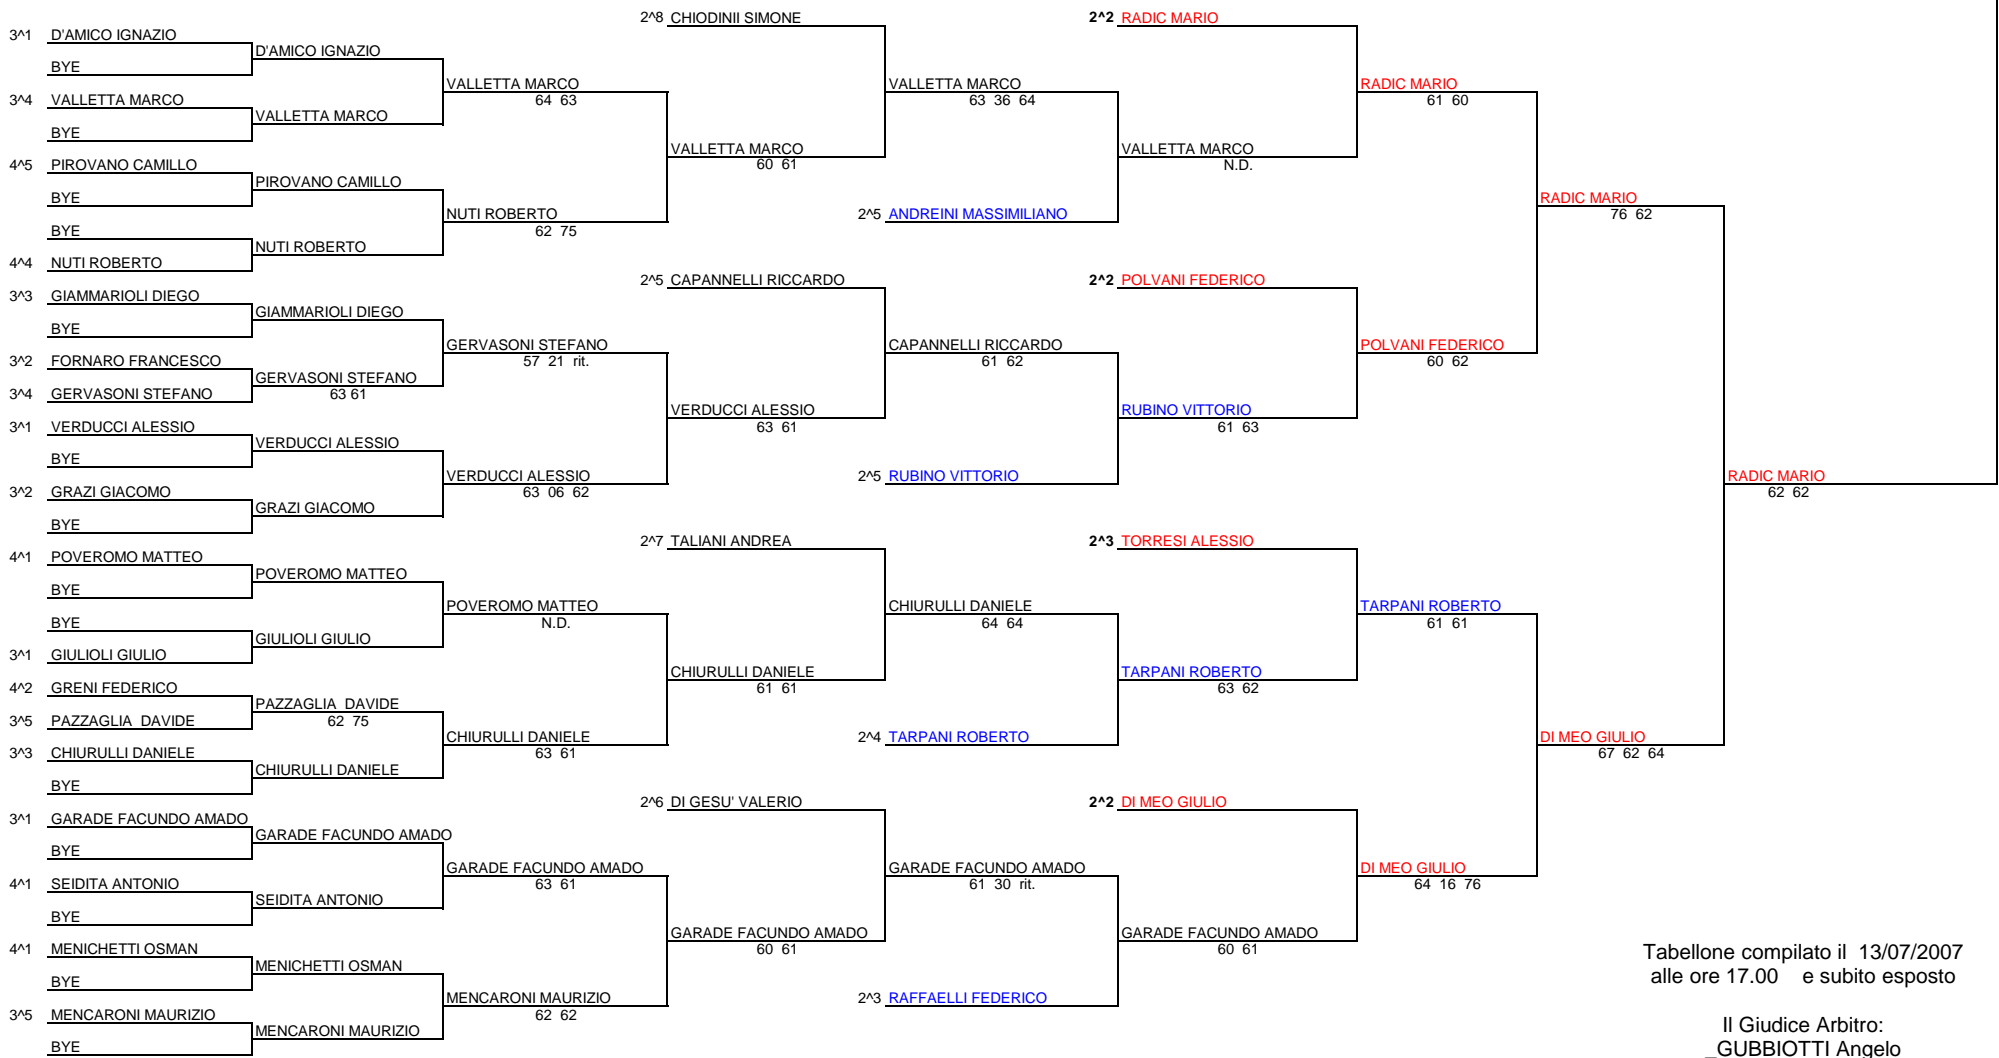 2^8 CHIODINII SIMONE
2^2 RADIC MARIO
3^1 D'AMICO IGNAZIO
D'AMICO IGNAZIO
BYE
VALLETTA MARCO
64 63
VALLETTA MARCO
63 36 64
RADIC MARIO
61 60
3^4 VALLETTA MARCO
VALLETTA MARCO
BYE
VALLETTA MARCO
60 61
VALLETTA MARCO
N.D.
4^5 PIROVANO CAMILLO
PIROVANO CAMILLO
BYE
RADIC MARIO
76 62
NUTI ROBERTO
62 75
2^5 ANDREINI MASSIMILIANO
BYE
NUTI ROBERTO
4^4 NUTI ROBERTO
2^5 CAPANNELLI RICCARDO
2^2 POLVANI FEDERICO
3^3 GIAMMARIOLI DIEGO
GIAMMARIOLI DIEGO
BYE
GERVASONI STEFANO
57 21 rit.
CAPANNELLI RICCARDO
61 62
POLVANI FEDERICO
60 62
3^2 FORNARO FRANCESCO
GERVASONI STEFANO
63 61
3^4 GERVASONI STEFANO
VERDUCCI ALESSIO
63 61
RUBINO VITTORIO
61 63
3^1 VERDUCCI ALESSIO
VERDUCCI ALESSIO
BYE
VERDUCCI ALESSIO
63 06 62
2^5 RUBINO VITTORIO
RADIC MARIO
62 62
3^2 GRAZI GIACOMO
GRAZI GIACOMO
BYE
2^7 TALIANI ANDREA
2^3 TORRESI ALESSIO
4^1 POVEROMO MATTEO
POVEROMO MATTEO
BYE
POVEROMO MATTEO
N.D.
CHIURULLI DANIELE
64 64
TARPANI ROBERTO
61 61
BYE
GIULIOLI GIULIO
3^1 GIULIOLI GIULIO
CHIURULLI DANIELE
61 61
TARPANI ROBERTO
63 62
4^2 GRENI FEDERICO
PAZZAGLIA DAVIDE
62 75
3^5 PAZZAGLIA DAVIDE
CHIURULLI DANIELE
63 61
2^4 TARPANI ROBERTO
DI MEO GIULIO
67 62 64
3^3 CHIURULLI DANIELE
CHIURULLI DANIELE
BYE
2^6 DI GESU' VALERIO
2^2 DI MEO GIULIO
3^1 GARADE FACUNDO AMADO
GARADE FACUNDO AMADO
BYE
GARADE FACUNDO AMADO
63 61
GARADE FACUNDO AMADO
61 30 rit.
DI MEO GIULIO
64 16 76
4^1 SEIDITA ANTONIO
SEIDITA ANTONIO
BYE
GARADE FACUNDO AMADO
60 61
GARADE FACUNDO AMADO
60 61
4^1 MENICHETTI OSMAN
MENICHETTI OSMAN
BYE
MENCARONI MAURIZIO
62 62
2^3 RAFFAELLI FEDERICO
3^5 MENCARONI MAURIZIO
MENCARONI MAURIZIO
BYE
Tabellone compilato il 13/07/2007
alle ore 17.00 e subito esposto
Il Giudice Arbitro:
_GUBBIOTTI Angelo